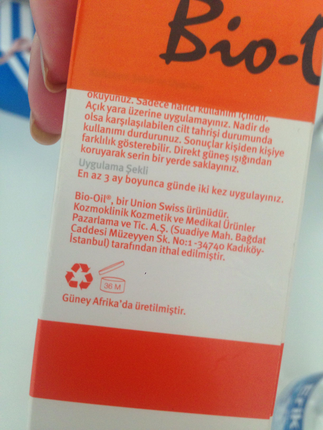 Bio-O
okuyunuz. Sadece harici kullanım içindir.
Açık yara üzerine uygulamayınız. Nadir de
olsa karşılaşılabilen cilt tahrişi durumunda
kullanımı durdurunuz. Sonuçlar kişiden kişiye
farklılık gösterebilir. Direkt güneş ışığından
koruyarak serin bir yerde saklayınız.
Uygulama Şekli
En az 3 ay boyunca günde iki kez uygulayınız.
Bio-Oil®, bir Union Swiss ürünüdür.
Kozmoklinik Kozmetik ve Medikal Ürünler
Pazarlama ve Tic. A.Ş. (Suadiye Mah. Bağdat
Caddesi Müzeyyen Sk. No:1 -34740 Kadıköy-
İstanbul) tarafından ithal edilmiştir.
36 M
Güney Afrika'da üretilmiştir.